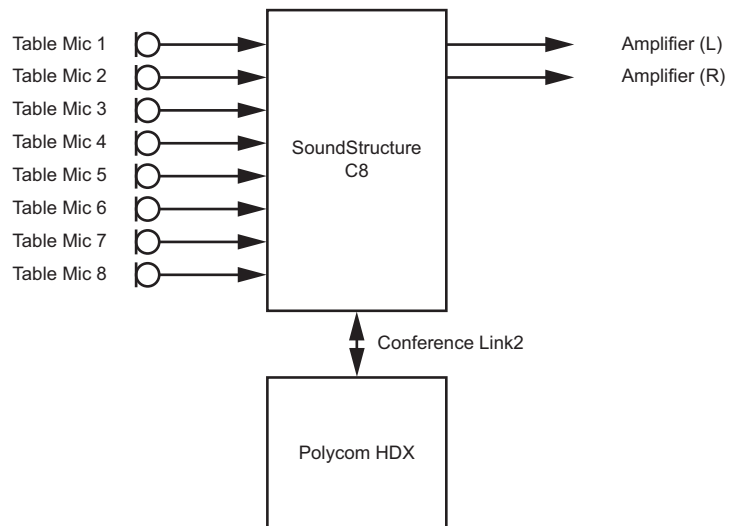 Table Mic 1
Table Mic 2
Table Mic 3
Table Mic 4
Table Mic 5
Table Mic 6
Table Mic 7
Table Mic 8
SoundStructure
C8
Amplifier (L)
Amplifier (R)
Conference Link2
Polycom HDX